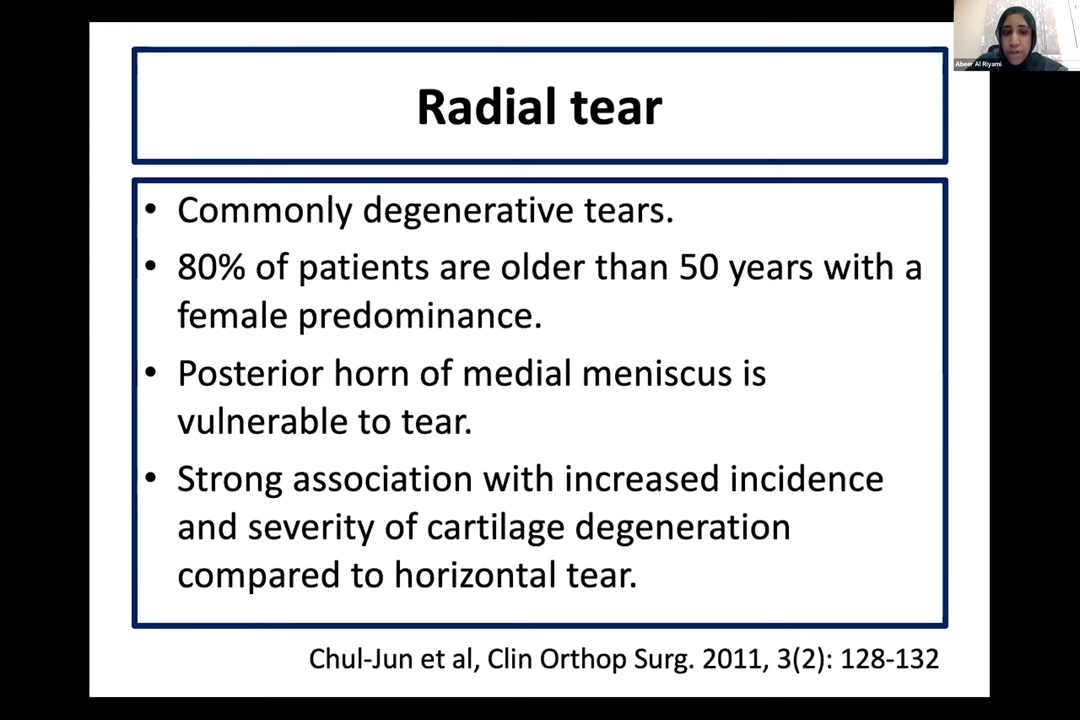 Abeer Al Riyami
Radial tear
• Commonly degenerative tears.
• 80% of patients are older than 50 years with a
female predominance.
• Posterior horn of medial meniscus is
vulnerable to tear.
• Strong association with increased incidence
and severity of cartilage degeneration
compared to horizontal tear.
Chul-Jun et al, Clin Orthop Surg. 2011, 3(2): 128-132